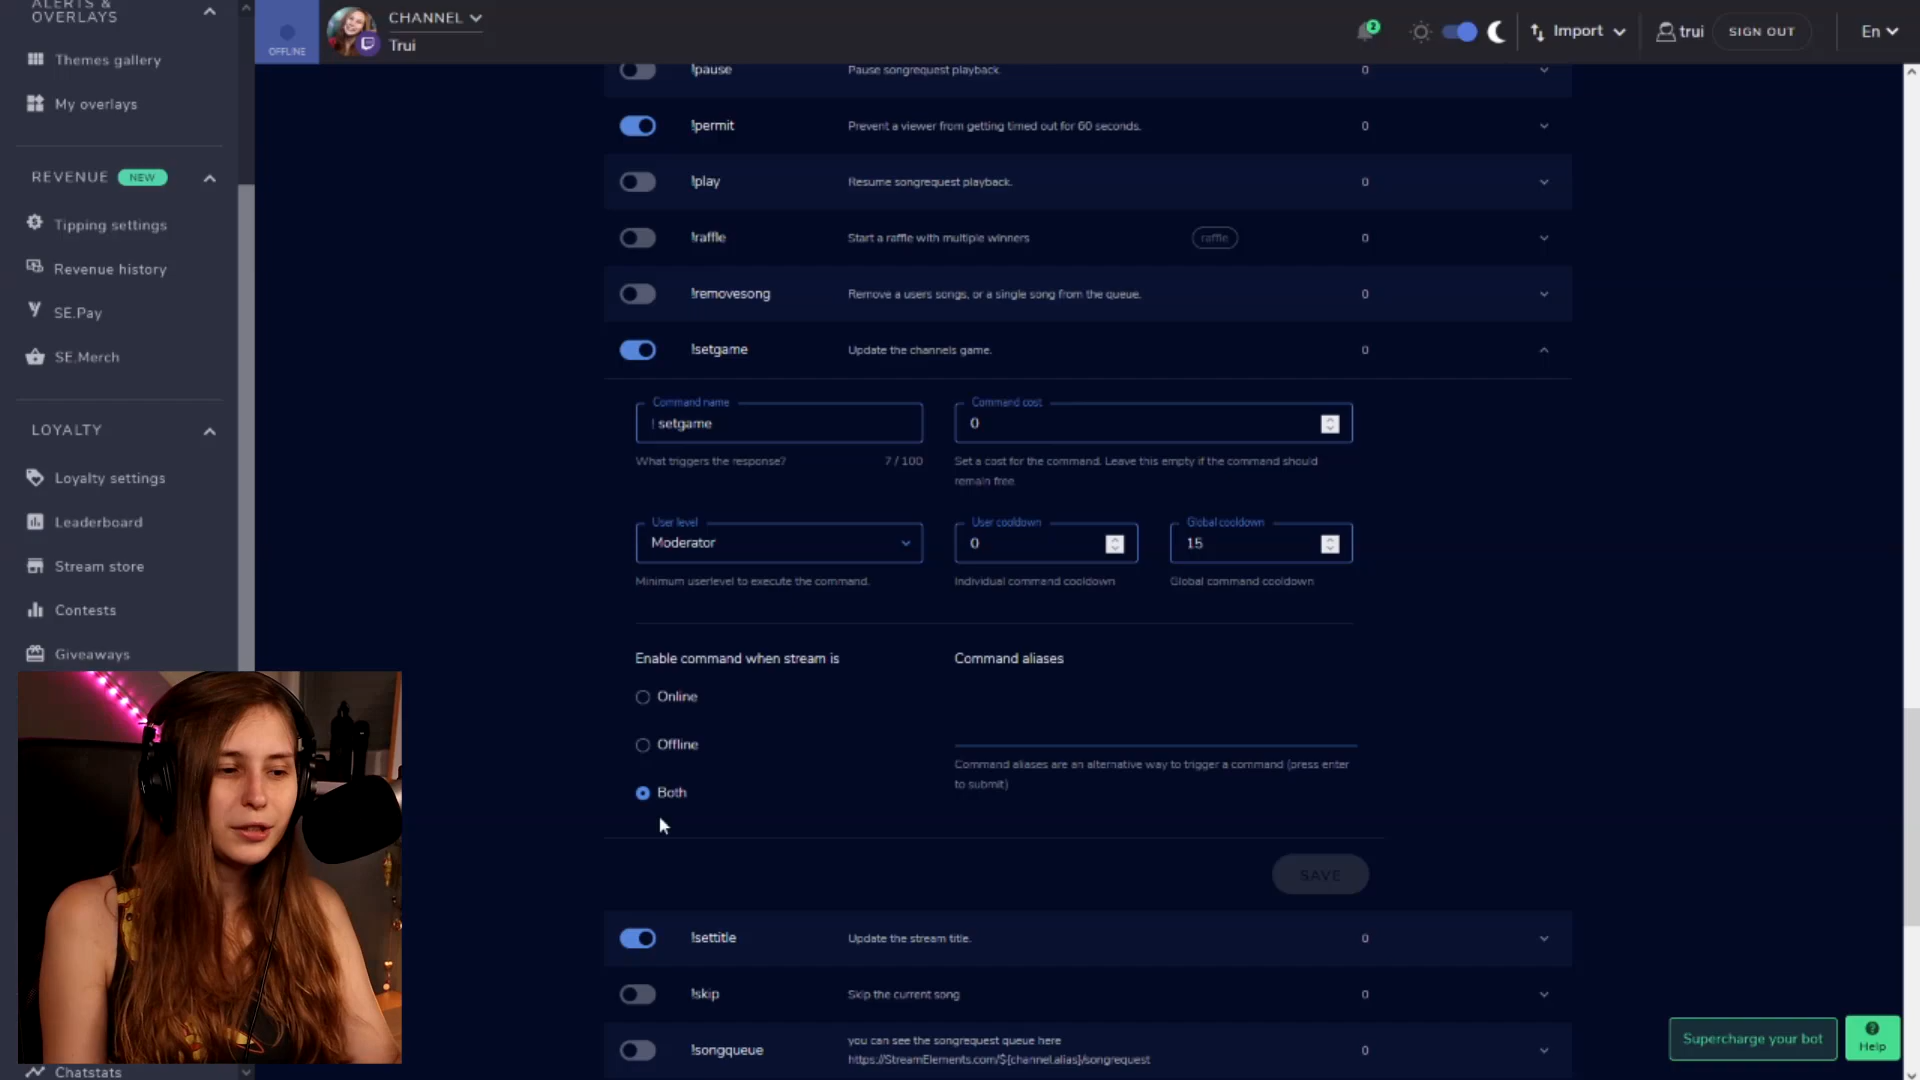 ALERTS &
OVERLAYS
Themes gallery
My overlays
REVENUE NEW
Tipping settings
Revenue history
SE.Pay
SE.Merch
LOYALTY
Loyalty settings
Leaderboard
Stream store
Contests
Giveaways
Chatstats
OFFLINE
CHANNEL
Trui
2
Import
trui
SIGN OUT
En
!pause Pause songrequest playback. 0
!permit Prevent a viewer from getting timed out for 60 seconds. 0
!play Resume songrequest playback. 0
!raffle Start a raffle with multiple winners raffle 0
!removesong Remove a users songs, or a single song from the queue. 0
!setgame Update the channels game. 0
Command name
! setgame
What triggers the response? 7 / 100
Command cost
0
Set a cost for the command. Leave this empty if the command should
remain free.
User level
Moderator
Minimum userlevel to execute the command.
User cooldown
0
Individual command cooldown
Global cooldown
15
Global command cooldown
Enable command when stream is
Online
Offline
Both
Command aliases
Command aliases are an alternative way to trigger a command (press enter
to submit)
SAVE
!settitle Update the stream title. 0
!skip Skip the current song 0
!songqueue you can see the songrequest queue here
https://StreamElements.com/${channel.alias}/songrequest 0
Supercharge your bot
Help